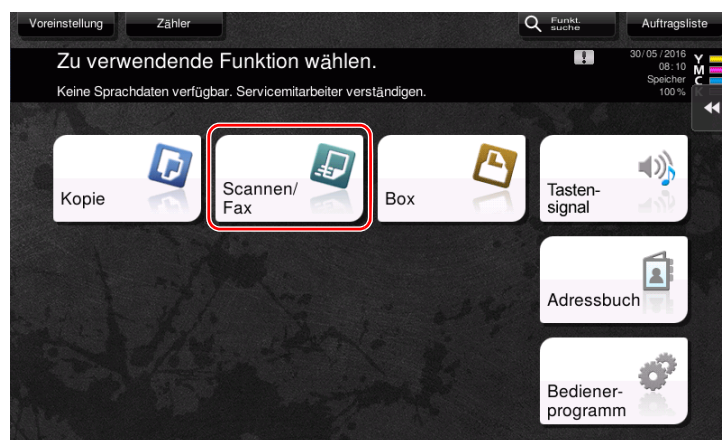 Voreinstellung
Zähler
Funkt.
suche
Auftragsliste
Zu verwendende Funktion wählen.
Keine Sprachdaten verfügbar. Servicemitarbeiter verständigen.
30/05/2016
08:10
Speicher
100 %
Y
M
C
K
Kopie
Scannen/
Fax
Box
Tasten-
signal
Adressbuch
Bediener-
programm